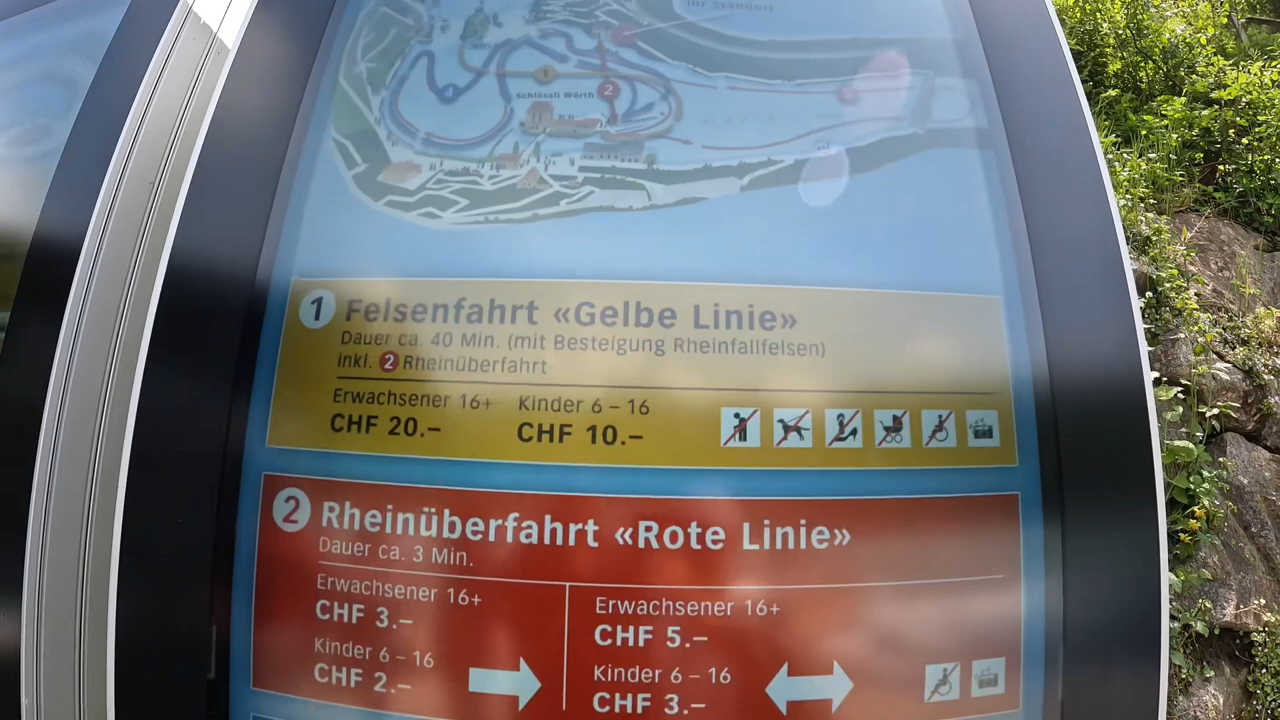 Ihr Standort
1
2
Schlössli Wörth
1 Felsenfahrt «Gelbe Linie»
Dauer ca. 40 Min. (mit Besteigung Rheinfallfelsen)
inkl. 2 Rheinüberfahrt
Erwachsener 16+ Kinder 6 – 16
CHF 20.– CHF 10.–
2 Rheinüberfahrt «Rote Linie»
Dauer ca. 3 Min.
Erwachsener 16+
CHF 3.–
Kinder 6 – 16
CHF 2.–
Erwachsener 16+
CHF 5.–
Kinder 6 – 16
CHF 3.–